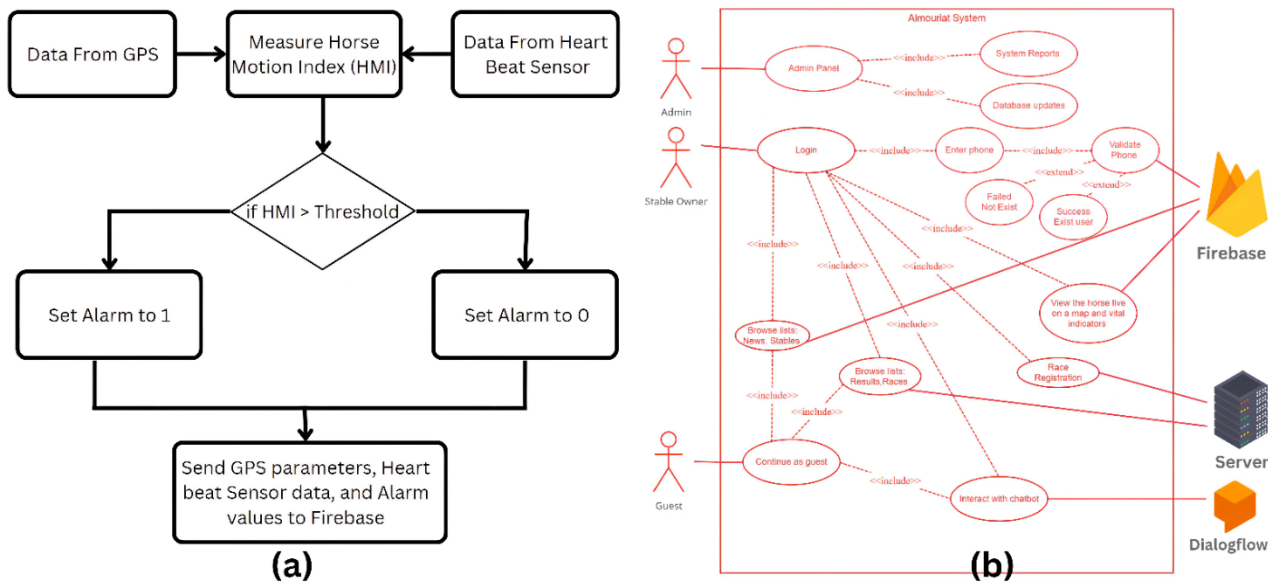 Data From GPS
Measure Horse
Motion Index (HMI)
Data From Heart
Beat Sensor
if HMI > Threshold
Set Alarm to 1
Set Alarm to 0
Send GPS parameters, Heart
beat Sensor data, and Alarm
values to Firebase
(a)
Almouriat System
Admin
Admin Panel
<<include>>
System Reports
<<include>>
Database updates
Stable Owner
Login
<<include>>
Enter phone
<<include>>
Validate
Phone
<<extend>>
Failed
Not Exist
<<extend>>
Success
Exist user
Firebase
<<include>>
<<include>>
<<include>>
<<include>>
<<include>>
View the horse live
on a map and vital
indicators
Browse lists:
News. Stables
Browse lists:
Results,Races
Race
Registration
Server
<<include>>
<<include>>
Guest
Continue as guest
<<include>>
Interact with chatbot
Dialogflow
(b)